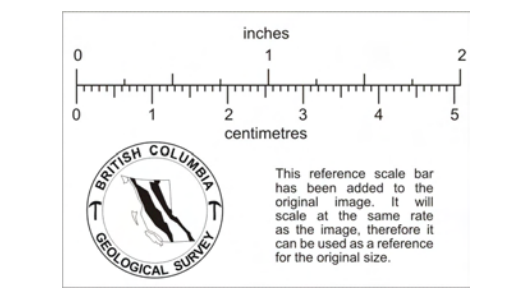 inches
0 1 2
0 1 2 3 4 5
centimetres
BRITISH COLUMBIA
GEOLOGICAL SURVEY
This reference scale bar
has been added to the
original image. It will
scale at the same rate
as the image, therefore it
can be used as a reference
for the original size.